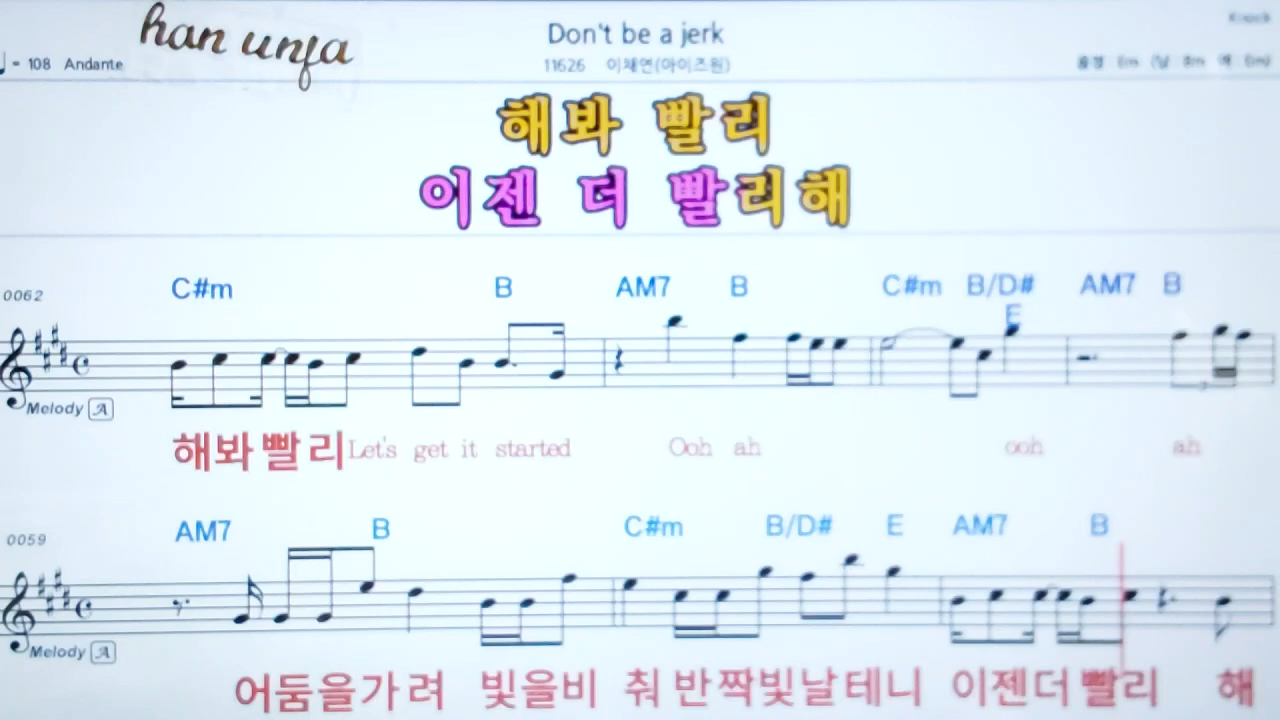 han unfa
Don't be a jerk
Knock
= 108 Andante
11626 이채연(아이즈원)
해봐 빨리
이젠 더 빨리해
C#m B AM7 B C#m B/D# E AM7 B
0062
Melody A
해봐 빨리 Let's get it started Ooh ah ooh ah
AM7 B C#m B/D# E AM7 B
0059
Melody A
어둠을가려 빛을비 춰 반짝빛날테니 이젠더 빨리 해